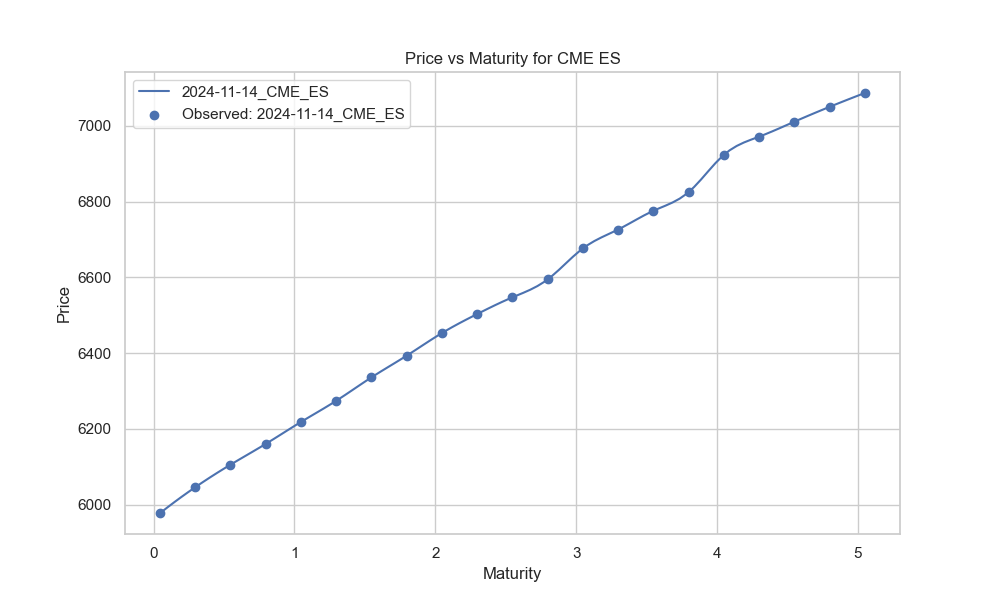 Price vs Maturity for CME ES
2024-11-14_CME_ES
Observed: 2024-11-14_CME_ES
Price
7000
6800
6600
6400
6200
6000
0 1 2 3 4 5
Maturity